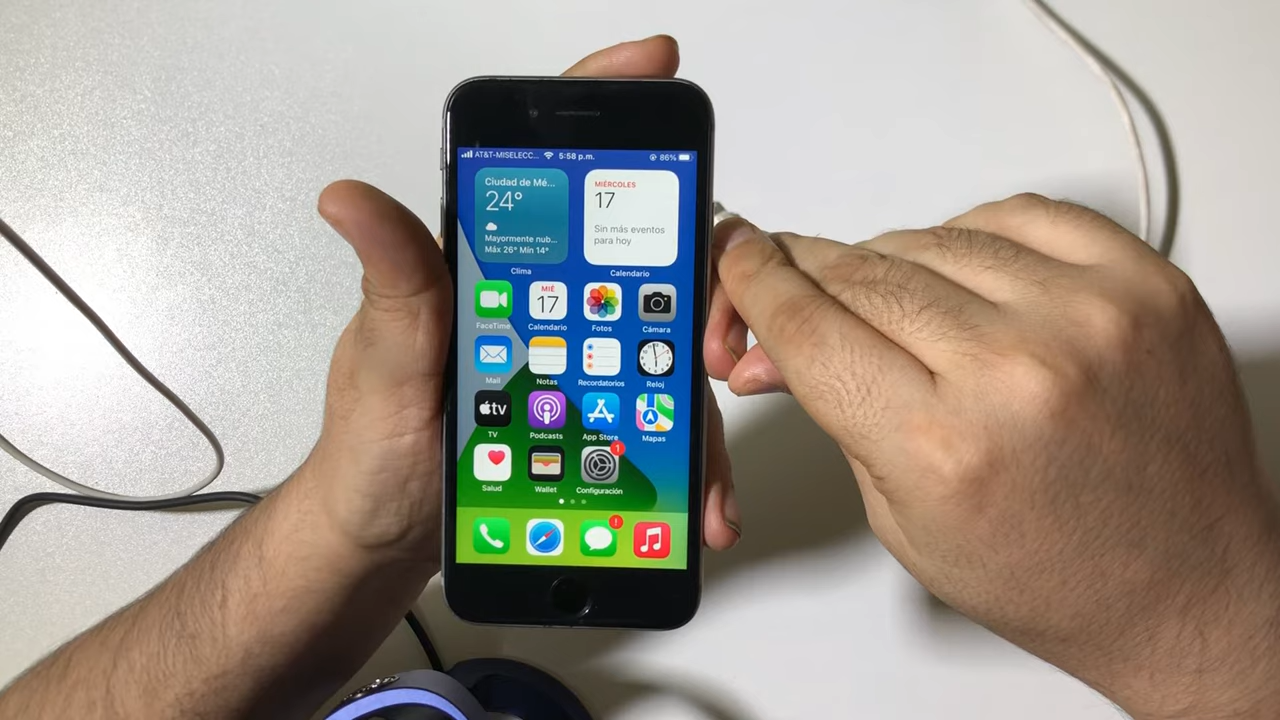 AT&T-MISELECC... 5:58 p.m. 86%
Ciudad de Mé...
24°
Mayormente nub...
Máx 26° Mín 14°
Clima
MIÉRCOLES
17
Sin más eventos
para hoy
Calendario
MIÉ
17
FaceTime Calendario Fotos Cámara
Mail Notas Recordatorios Reloj
tv
TV Podcasts App Store Mapas
1
Salud Wallet Configuración
!